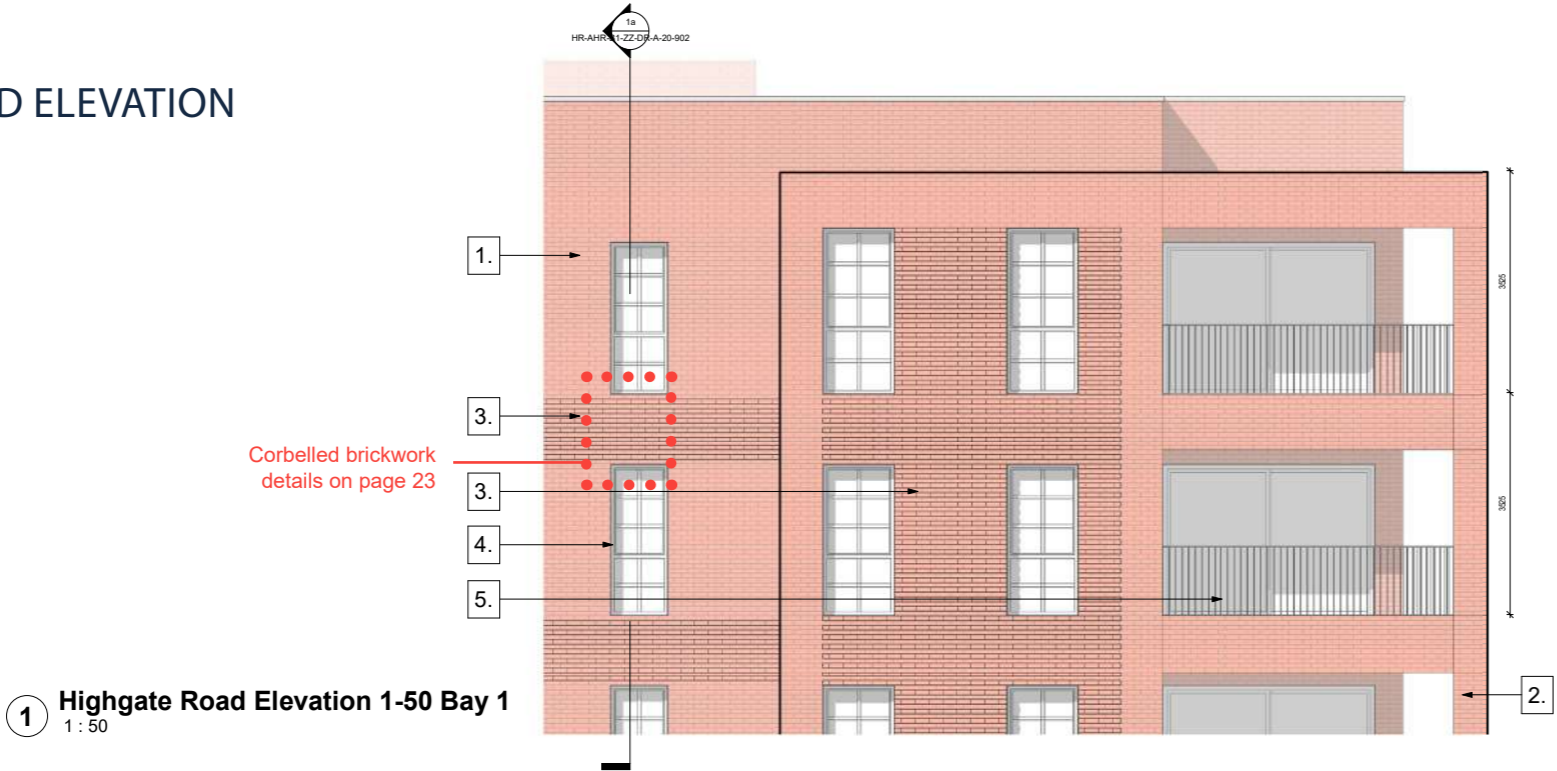 1a
HR-AHR-B1-ZZ-DR-A-20-902
D ELEVATION
1.
3525
3.
Corbelled brickwork
details on page 23
3.
3525
4.
5.
2.
1
Highgate Road Elevation 1-50 Bay 1
1 : 50